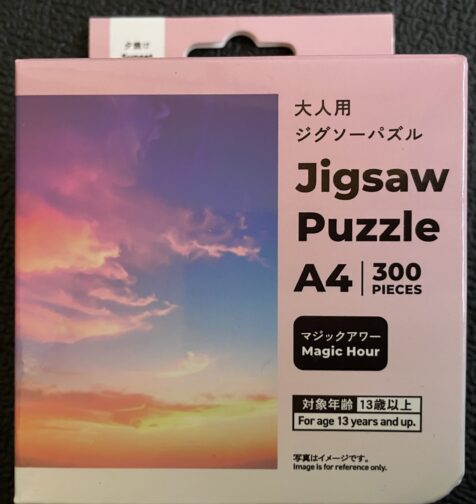 夕焼け
Sunset
大人用
ジグソーパズル
Jigsaw
Puzzle
A4 300
PIECES
マジックアワー
Magic Hour
対象年齢 13歳以上
For age 13 years and up.
写真はイメージです。
Image is for reference only.